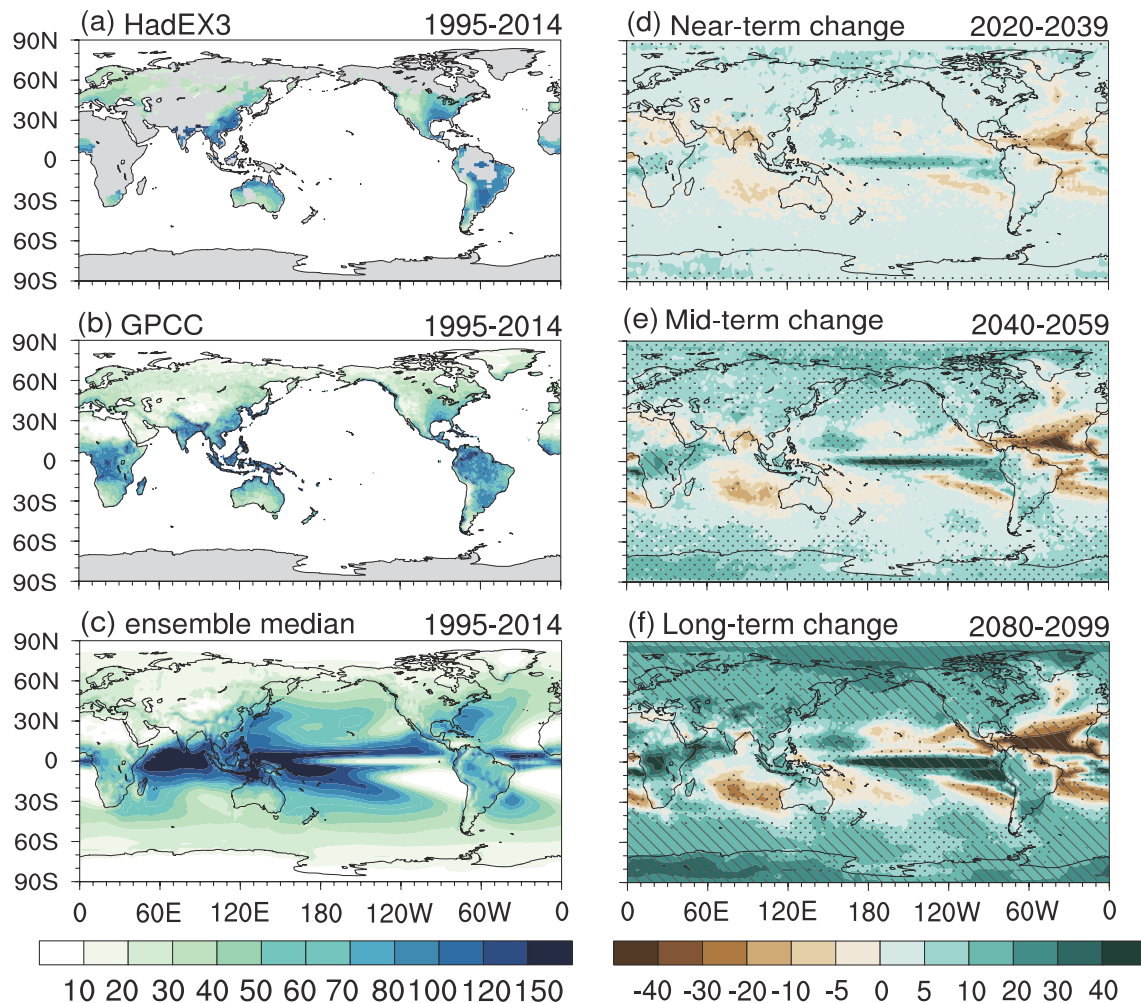 (a) HadEX3 1995-2014
90N
60N
30N
0
30S
60S
90S
(d) Near-term change 2020-2039
(b) GPCC 1995-2014
90N
60N
30N
0
30S
60S
90S
(e) Mid-term change 2040-2059
(c) ensemble median 1995-2014
90N
60N
30N
0
30S
60S
90S
0 60E 120E 180 120W 60W 0
10 20 30 40 60 70 80 100 120 150
(f) Long-term change 2080-2099
0 60E 120E 180 120W 60W 0
-40 -30 -20 -10 -5 0 5 10 20 30 40